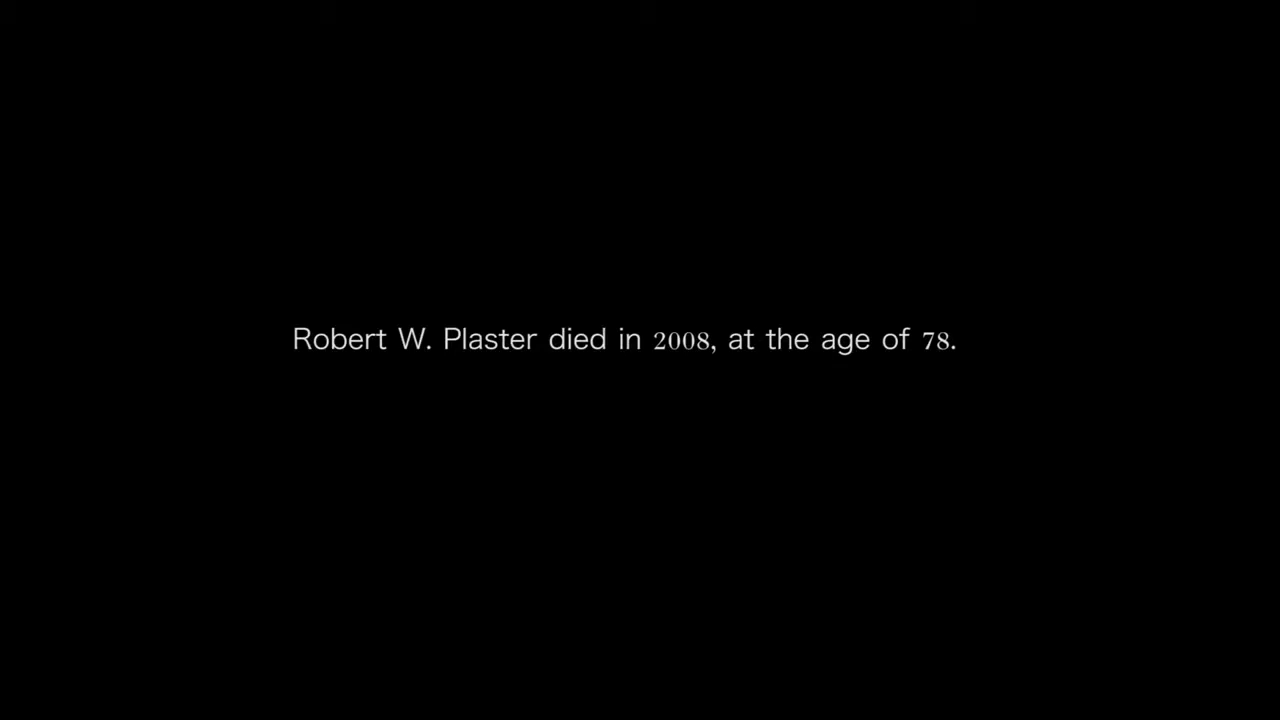 Robert W. Plaster died in 2008, at the age of 78.